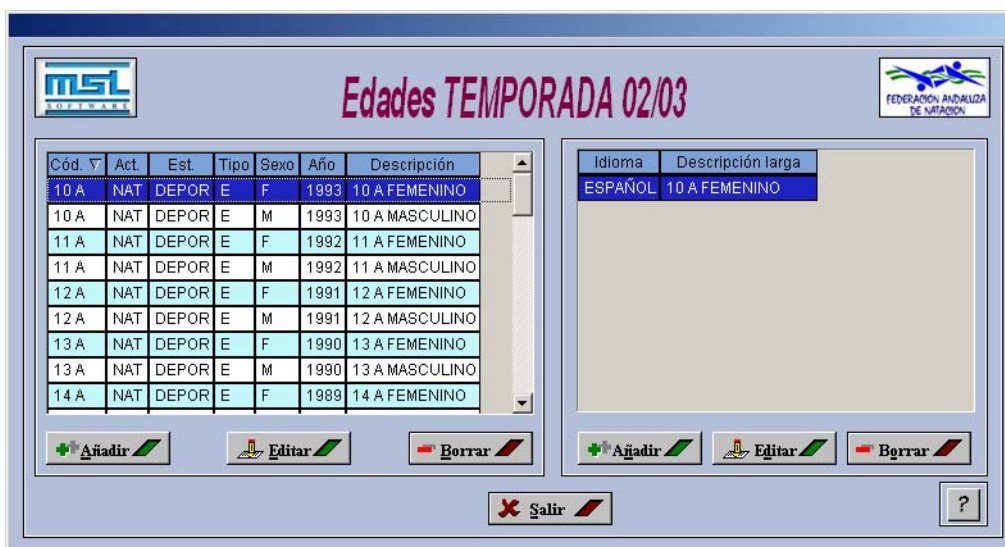 msL
SOFTWARE
Edades TEMPORADA 02/03
FEDERACION ANDALUZA
DE NATACIÓN
Cód. Act. Est. Tipo Sexo Año Descripción
10 A NAT DEPOR E F 1993 10 A FEMENINO
10 A NAT DEPOR E M 1993 10 A MASCULINO
11 A NAT DEPOR E F 1992 11 A FEMENINO
11 A NAT DEPOR E M 1992 11 A MASCULINO
12 A NAT DEPOR E F 1991 12 A FEMENINO
12 A NAT DEPOR E M 1991 12 A MASCULINO
13 A NAT DEPOR E F 1990 13 A FEMENINO
13 A NAT DEPOR E M 1990 13 A MASCULINO
14 A NAT DEPOR E F 1989 14 A FEMENINO
Añadir Editar Borrar
Idioma Descripción larga
ESPAÑOL 10 A FEMENINO
Añadir Editar Borrar
Salir
?